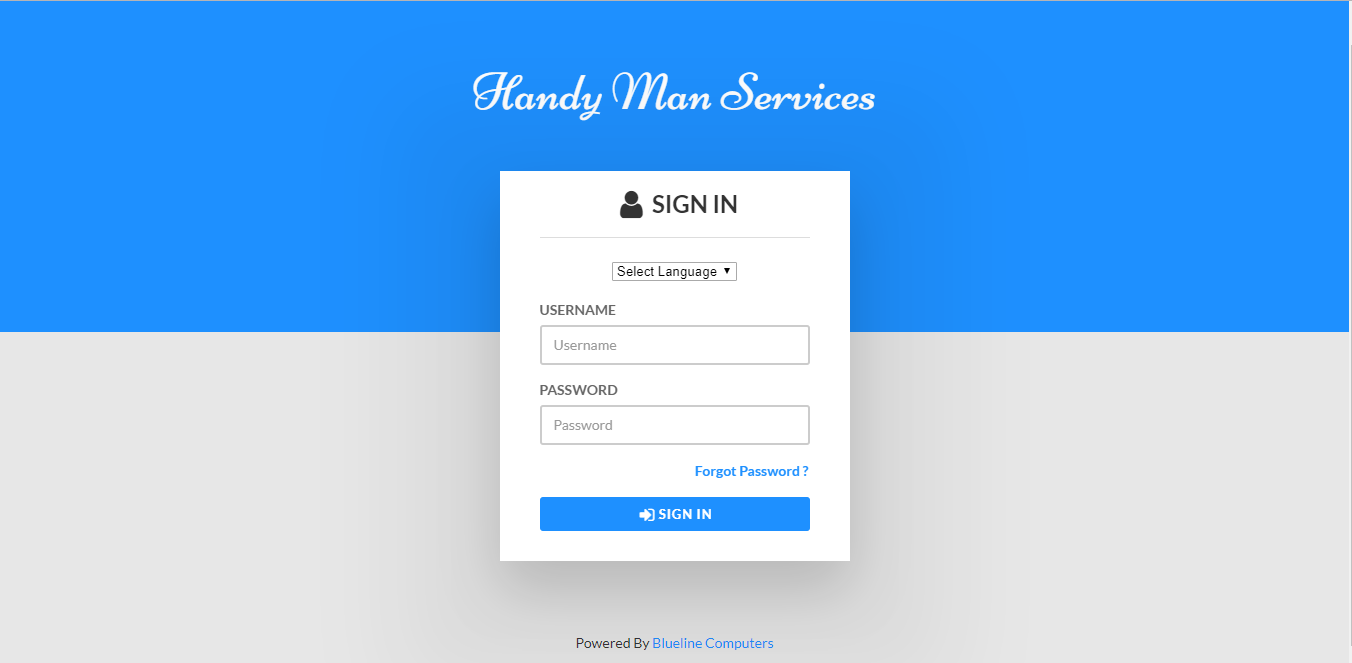 Handy Man Services
SIGN IN
Select Language
USERNAME
Username
PASSWORD
Password
Forgot Password ?
SIGN IN
Powered By Blueline Computers